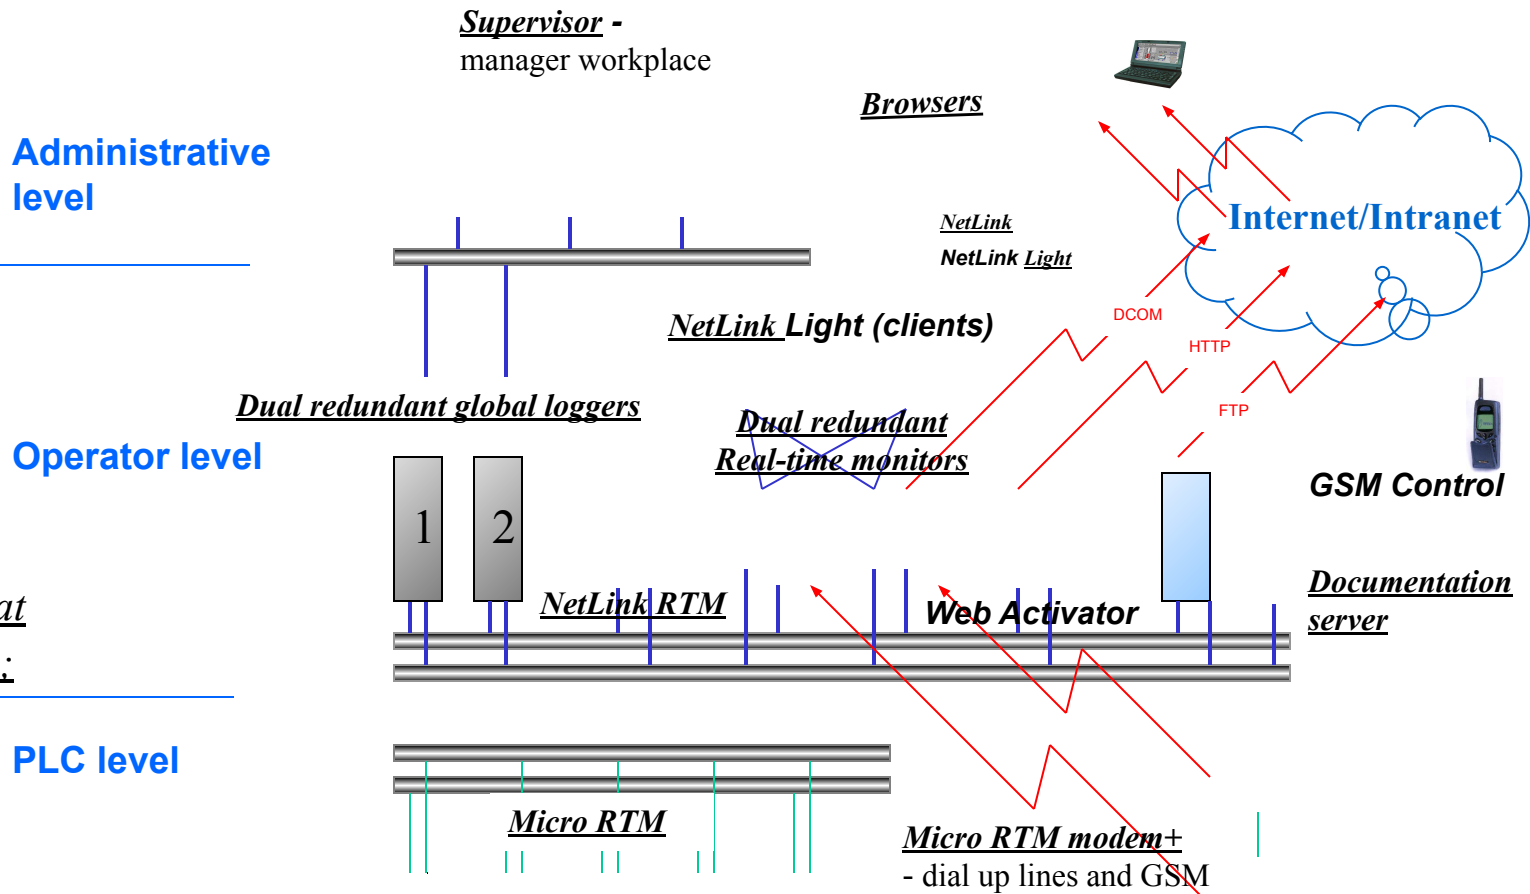 Supervisor -
manager workplace
Browsers
Administrative
level
Internet/Intranet
NetLink
NetLink Light
DCOM
NetLink Light (clients)
HTTP
Dual redundant global loggers
FTP
Dual redundant
Real-time monitors
Operator level
GSM Control
1
2
at
NetLink RTM
Web Activator
Documentation
server
;
PLC level
Micro RTM
Micro RTM modem+
- dial up lines and GSM